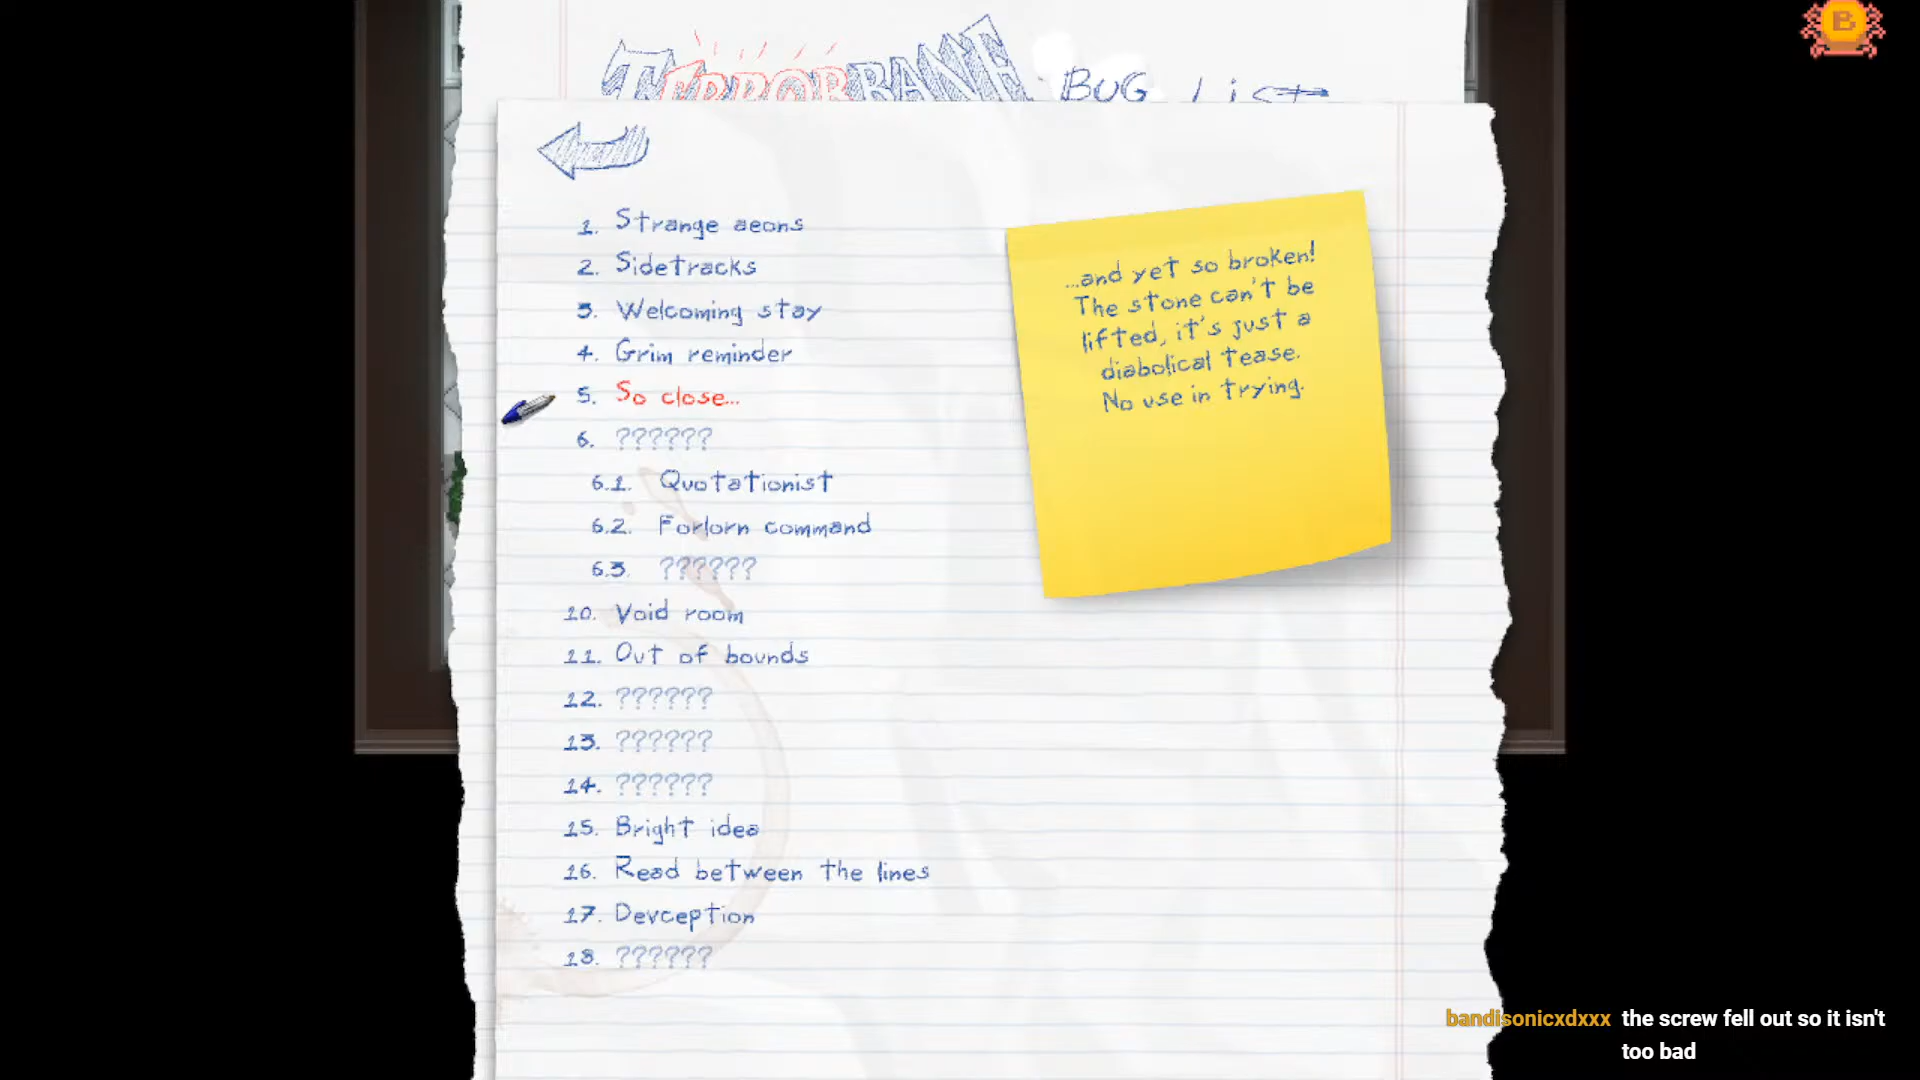 B
TERRORBANE BUG List
1. Strange aeons
2. Sidetracks
3. Welcoming stay
4. Grim reminder
5. So close...
6. ??????
6.1. Quotationist
6.2. Forlorn command
6.3. ??????
10. Void room
11. Out of bounds
12. ??????
13. ??????
14. ??????
15. Bright idea
16. Read between the lines
17. Devception
18. ??????
...and yet so broken!
The stone can't be
lifted, it's just a
diabolical tease.
No use in trying.
bandisonicxdxxx the screw fell out so it isn't
too bad